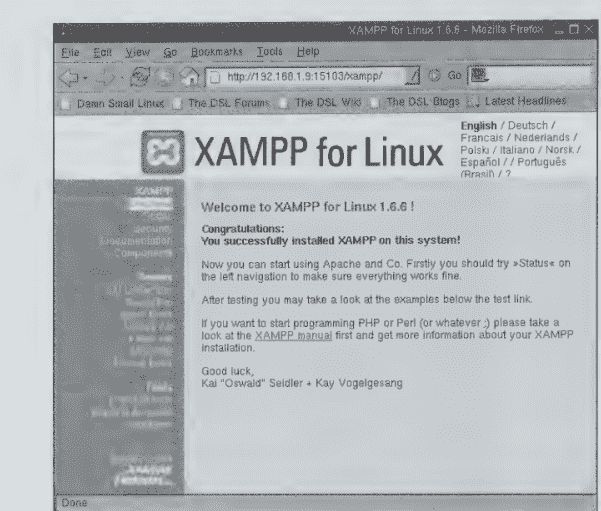 XAMPP for Linux 1.6.6 - Mozilla Firefox
File Edit View Go Bookmarks Tools Help
http://192.168.1.9:15103/xampp/ Go
Damn Small Linux The DSL Forums The DSL Wiki The DSL Blogs Latest Headlines
XAMPP for Linux
English / Deutsch /
Francais / Nederlands /
Polski / Italiano / Norsk /
Español / / Português
(Brasil) / ?
XAMPP
Security
Documentation
Components
Welcome to XAMPP for Linux 1.6.6 !
Congratulations:
You successfully installed XAMPP on this system!
Now you can start using Apache and Co. Firstly you should try »Status« on
the left navigation to make sure everything works fine.
After testing you may take a look at the examples below the test link.
If you want to start programming PHP or Perl (or whatever ;) please take a
look at the XAMPP manual first and get more information about your XAMPP
installation.
Good luck,
Kai "Oswald" Seidler + Kay Vogelgesang
Done